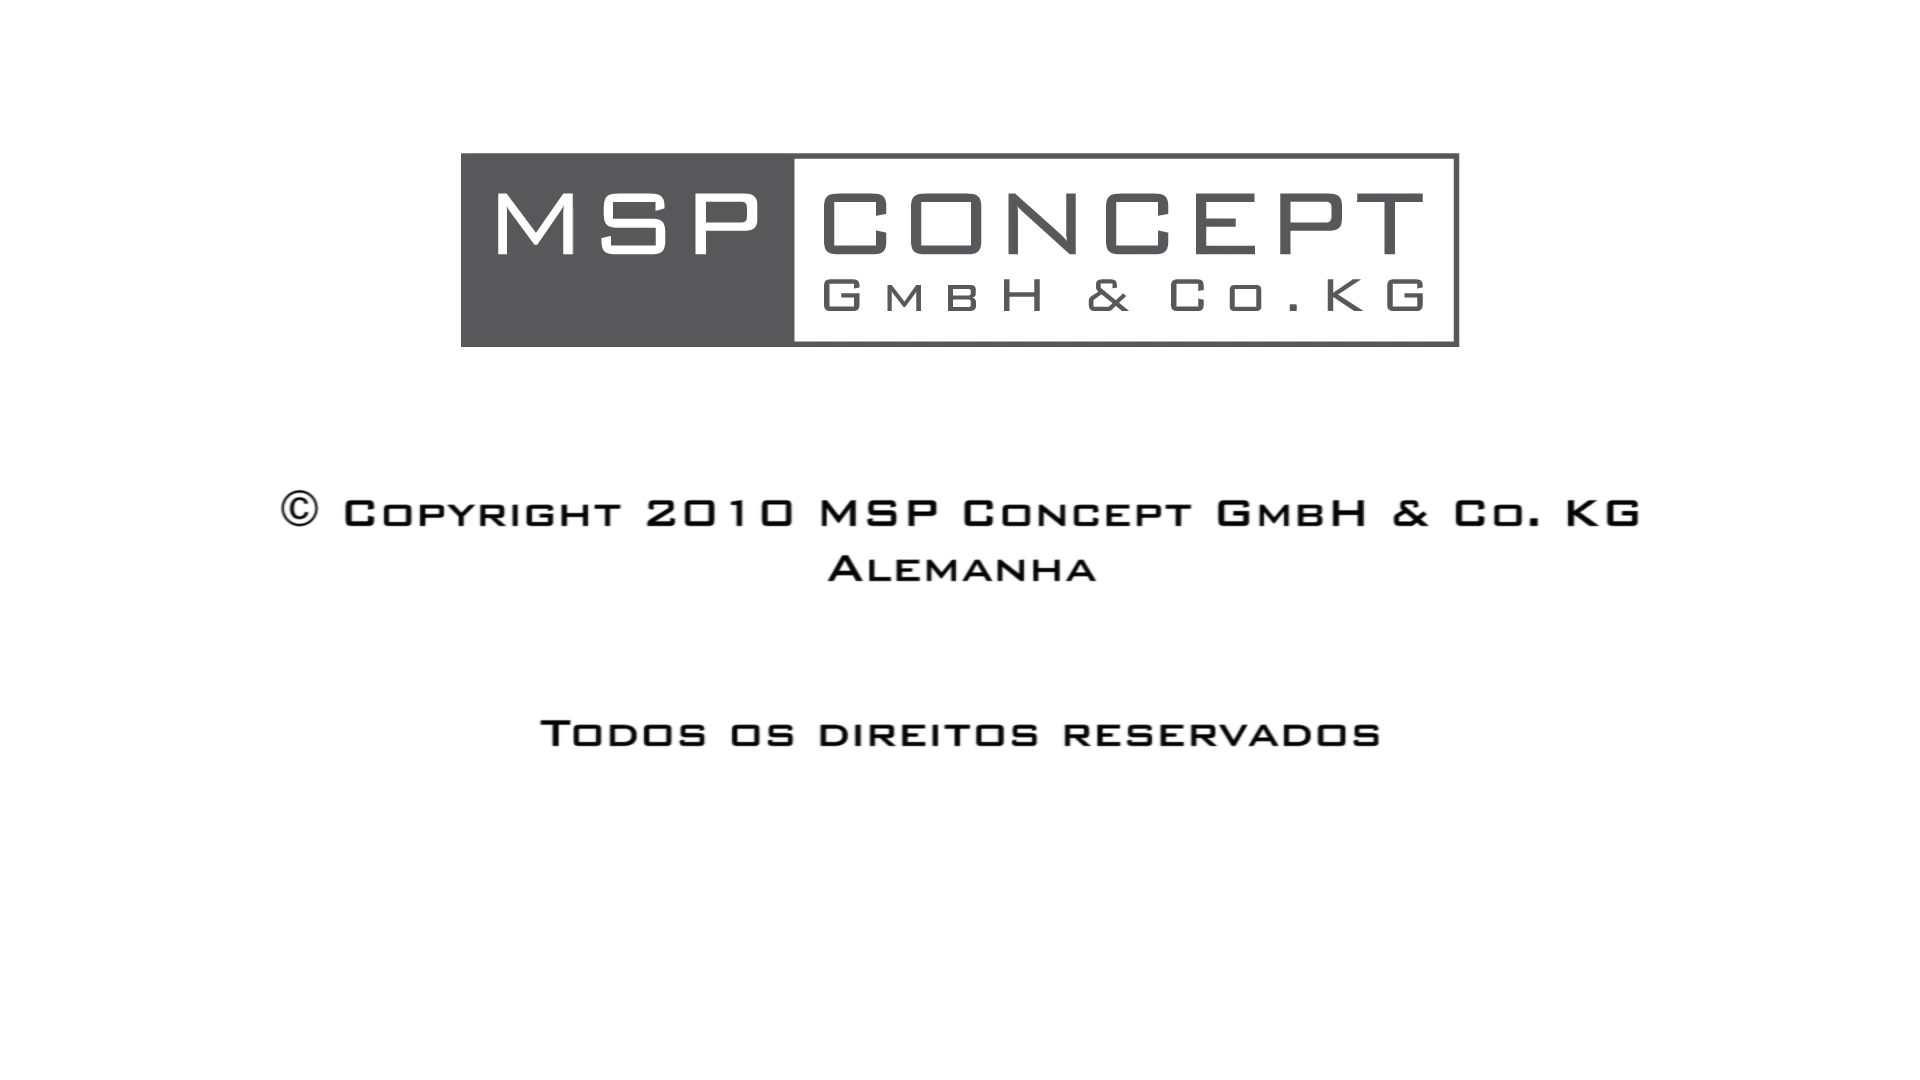 MSP CONCEPT
GmbH & Co. KG
© Copyright 2010 MSP Concept GmbH & Co. KG
Alemanha
Todos os direitos reservados